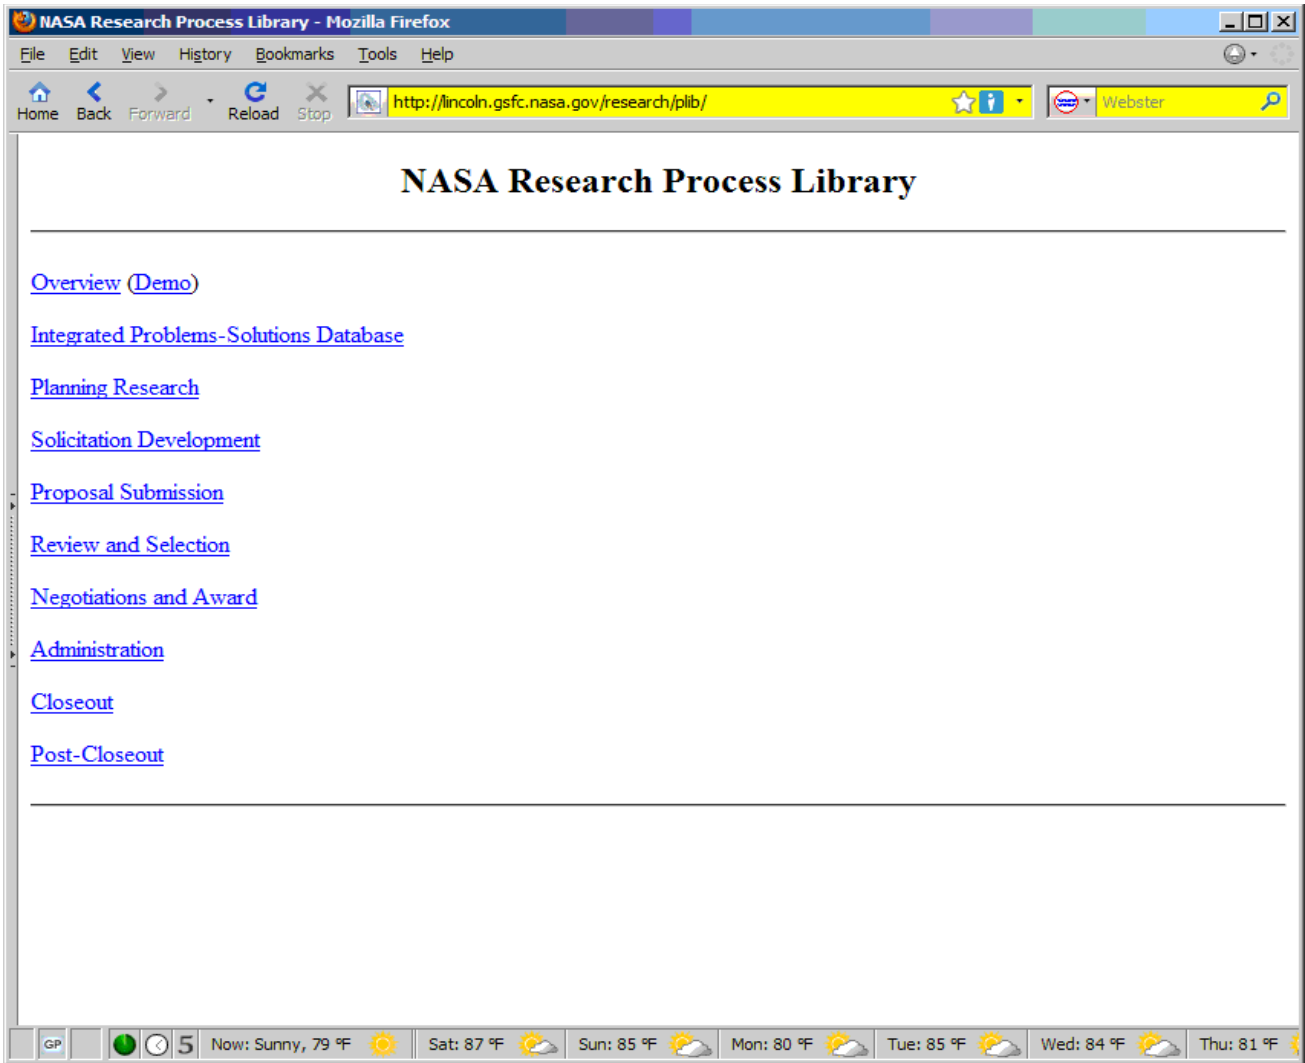 NASA Research Process Library - Mozilla Firefox
File Edit View History Bookmarks Tools Help
Home Back Forward Reload Stop http://lincoln.gsfc.nasa.gov/research/plib/ Webster
NASA Research Process Library
Overview (Demo)
Integrated Problems-Solutions Database
Planning Research
Solicitation Development
Proposal Submission
Review and Selection
Negotiations and Award
Administration
Closeout
Post-Closeout
GP 5 Now: Sunny, 79 °F Sat: 87 °F Sun: 85 °F Mon: 80 °F Tue: 85 °F Wed: 84 °F Thu: 81 °F